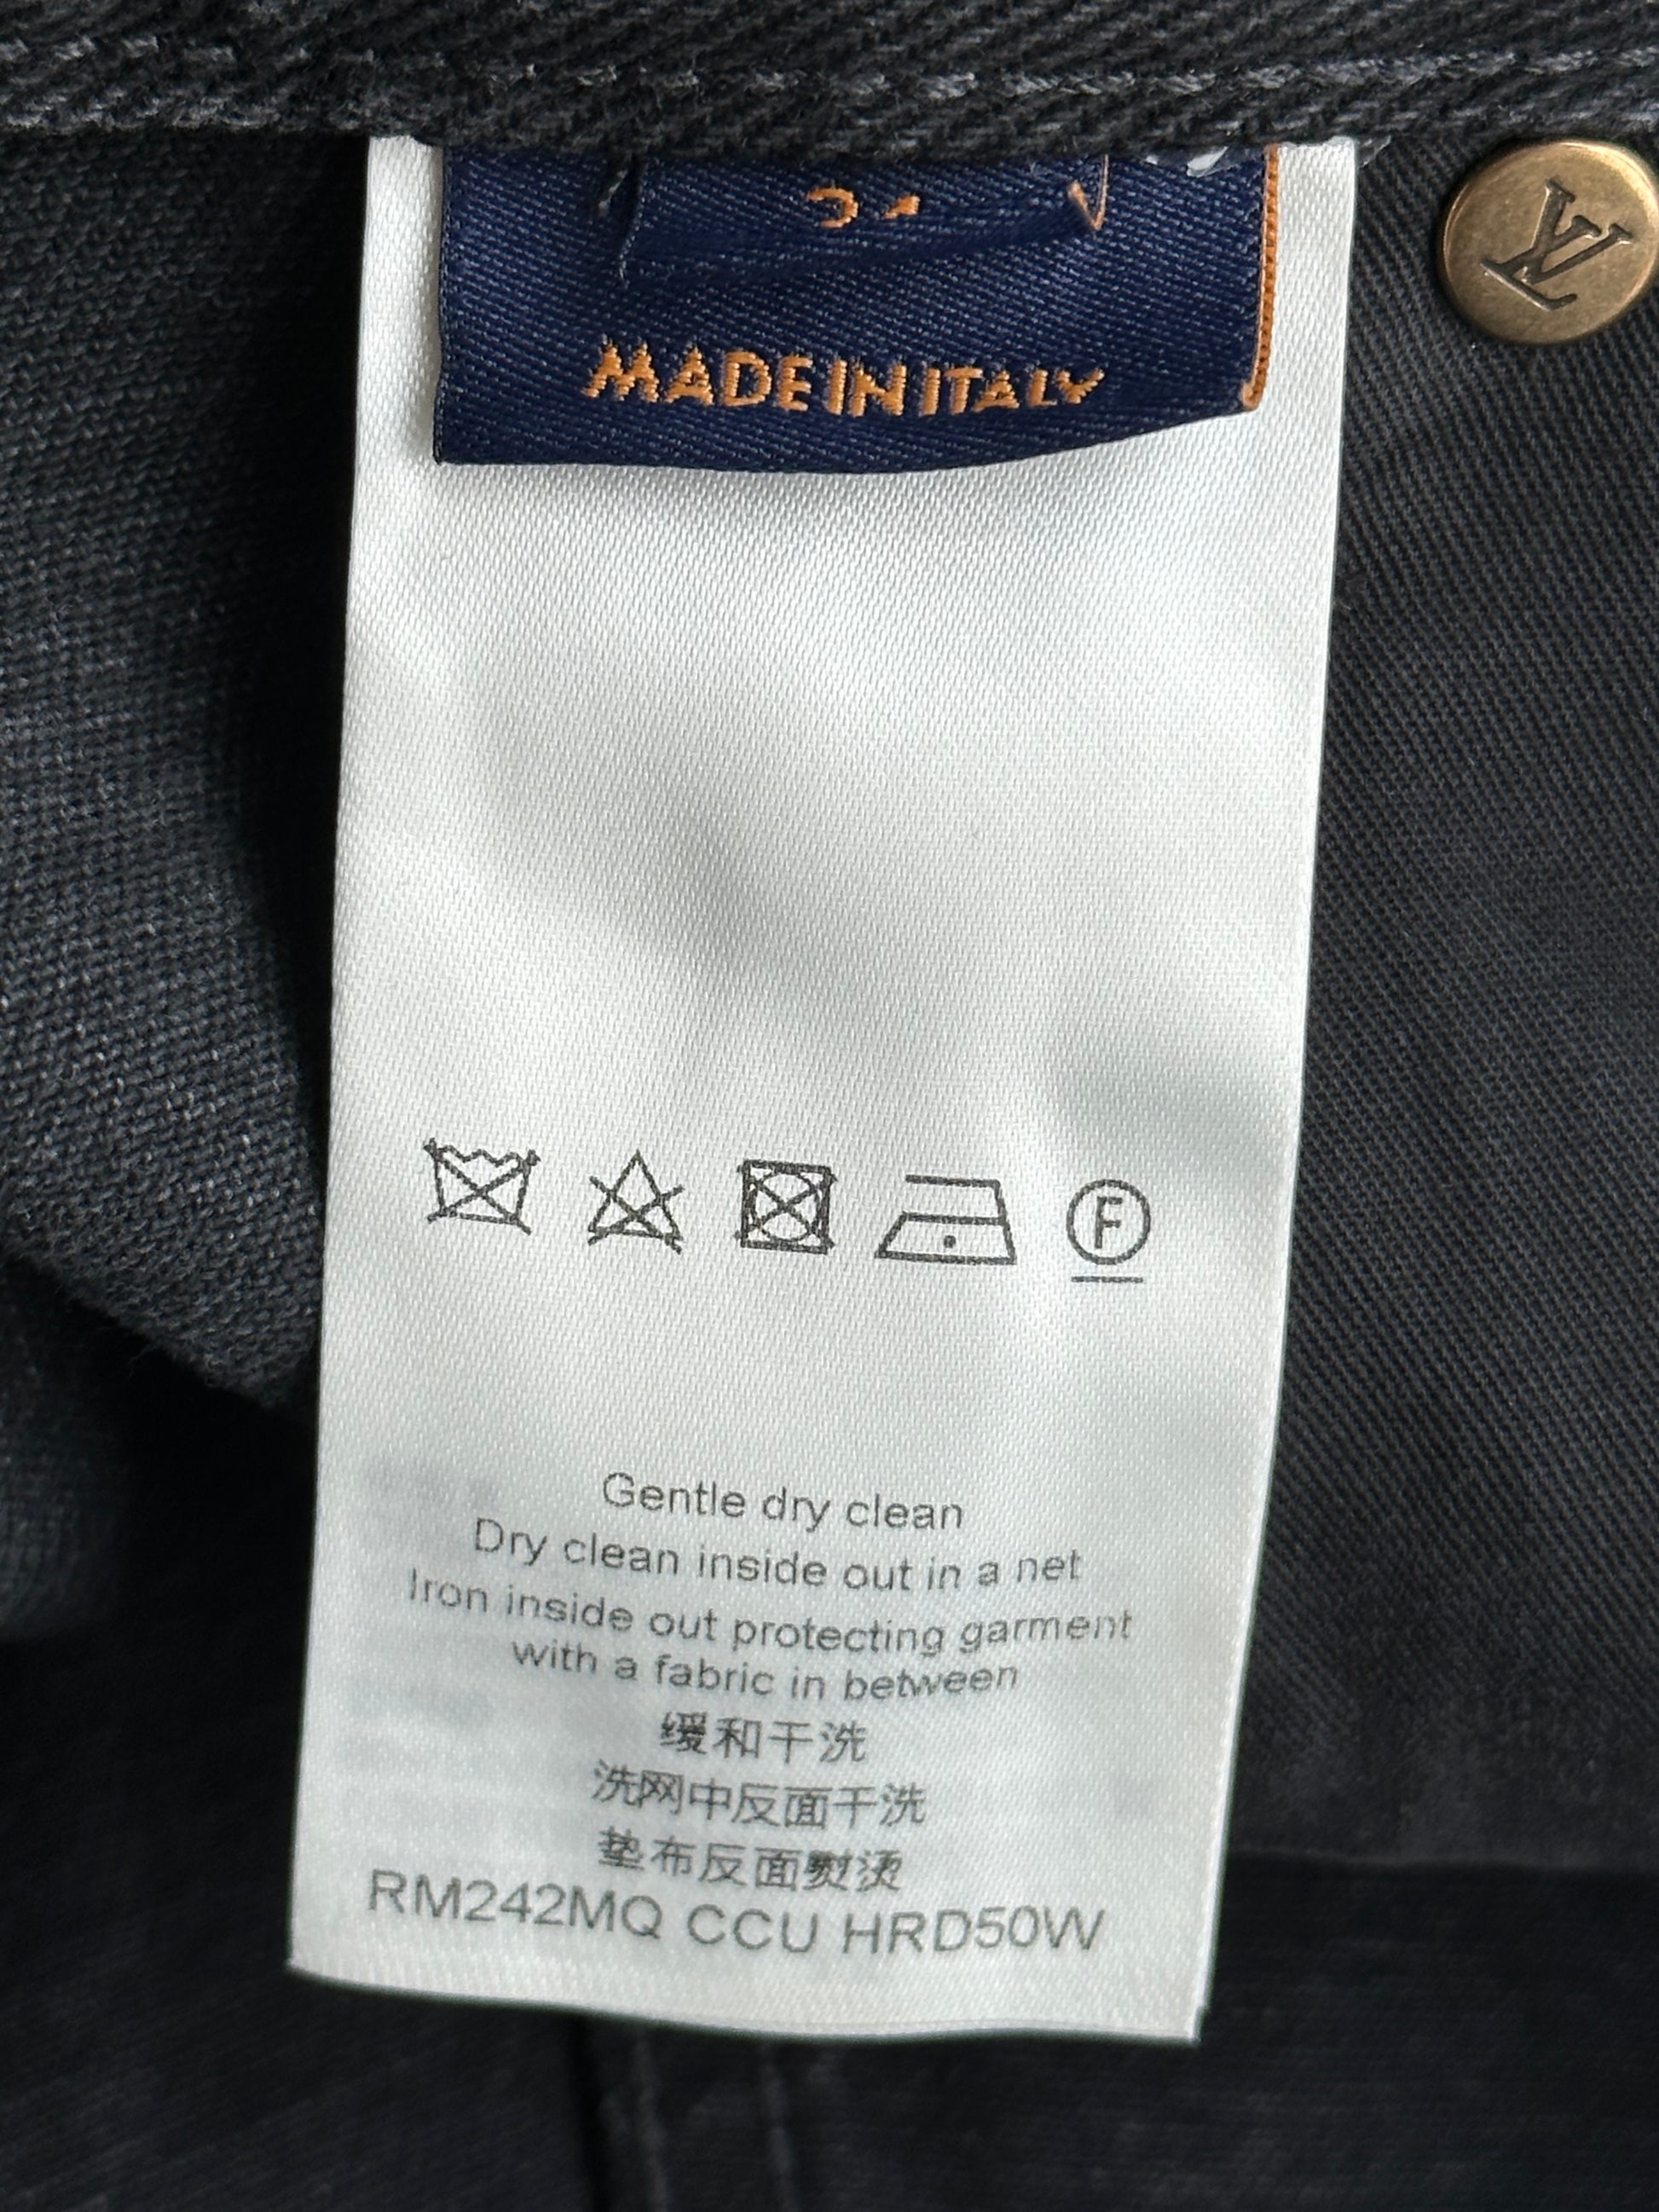 MADE IN ITALY
LV
F
Gentle dry clean
Dry clean inside out in a net
Iron inside out protecting garment
with a fabric in between
缓和干洗
洗网中反面干洗
垫布反面熨烫
RM242MQ CCU HRD50W